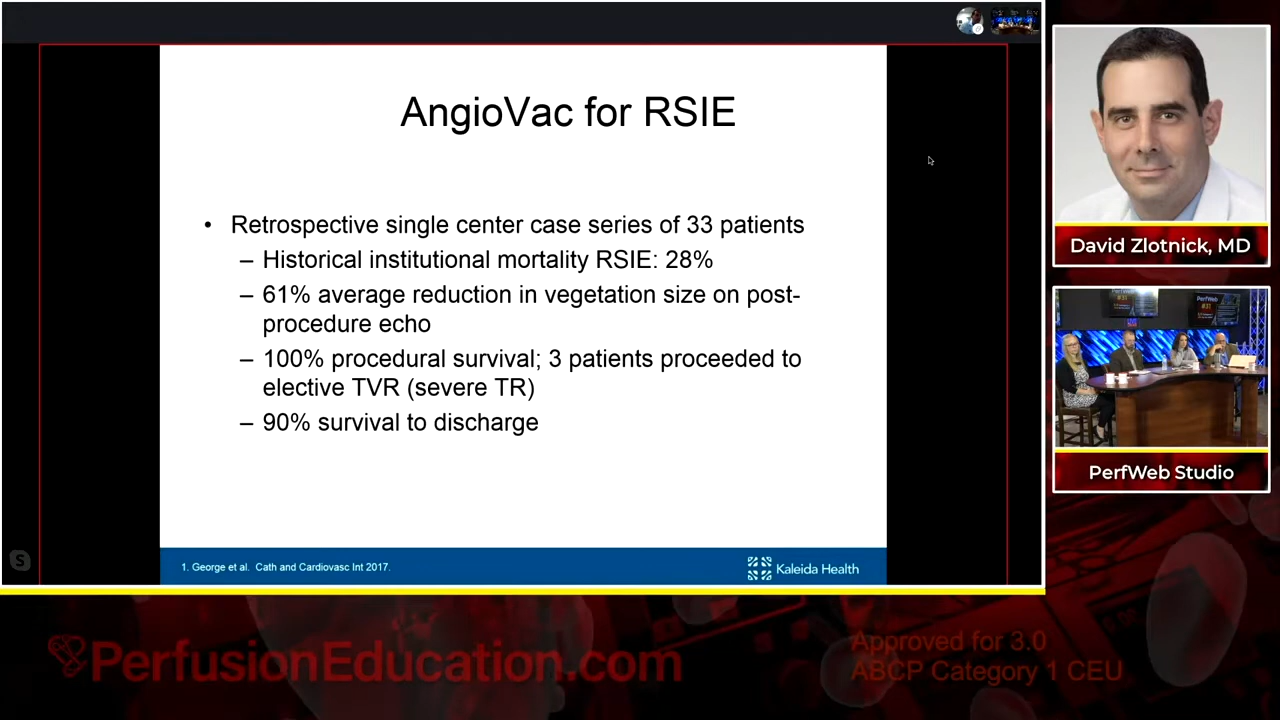 AngioVac for RSIE
• Retrospective single center case series of 33 patients
– Historical institutional mortality RSIE: 28%
– 61% average reduction in vegetation size on post-
procedure echo
– 100% procedural survival; 3 patients proceeded to
elective TVR (severe TR)
– 90% survival to discharge
1. George et al. Cath and Cardiovasc Int 2017.
Kaleida Health
David Zlotnick, MD
PerfWeb
#31
PerfWeb Studio
PerfusionEducation.com
Approved for 3.0
ABCP Category 1 CEU